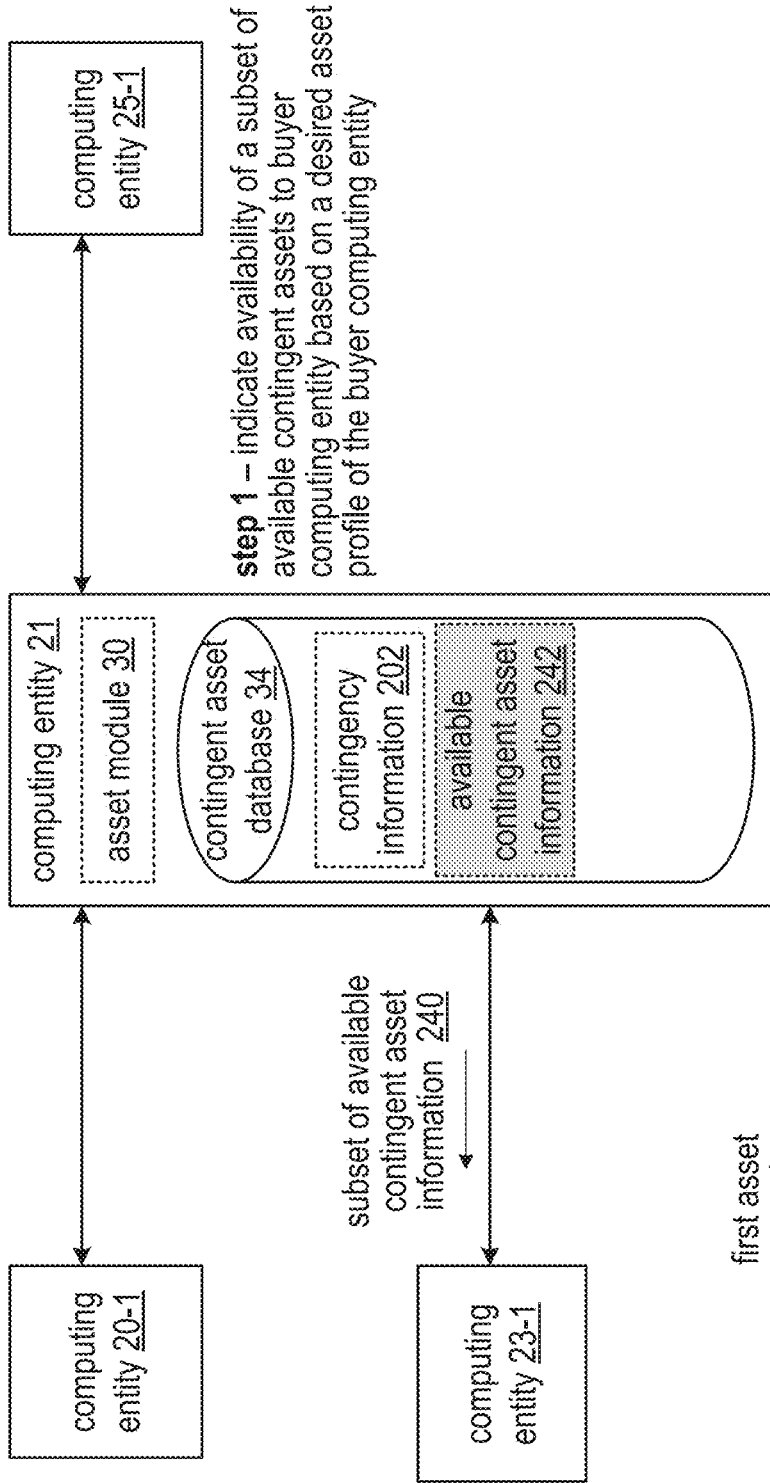 computing
entity 20-1
computing entity 21
asset module 30
contingent asset
database 34
contingency
information 202
available
contingent asset
information 242
computing
entity 25-1
step 1 – indicate availability of a subset of
available contingent assets to buyer
computing entity based on a desired asset
profile of the buyer computing entity
subset of available
contingent asset
information 240
computing
entity 23-1
first asset